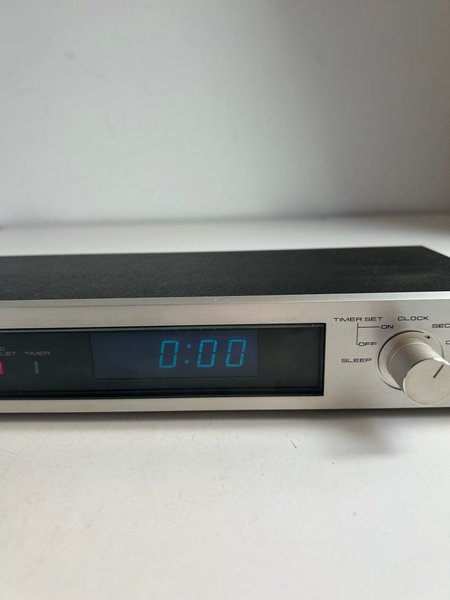 TIMER SET
CLOCK
ON
OFF
SLEEP
TIMER
0:00